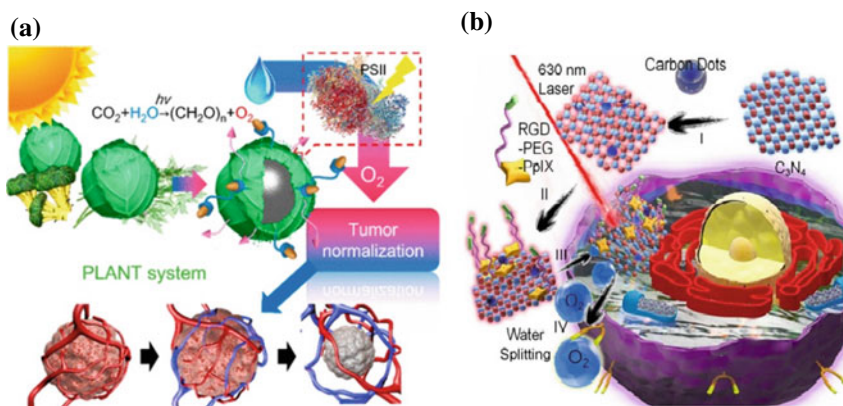 (a)
PSII
hν
CO2+H2O→(CH2O)n+O2
O2
Tumor
normalization
PLANT system
(b)
Carbon Dots
630 nm
Laser
RGD
-PEG
-PpIX
I
C3N4
II
III
O2
IV
Water
Splitting
O2